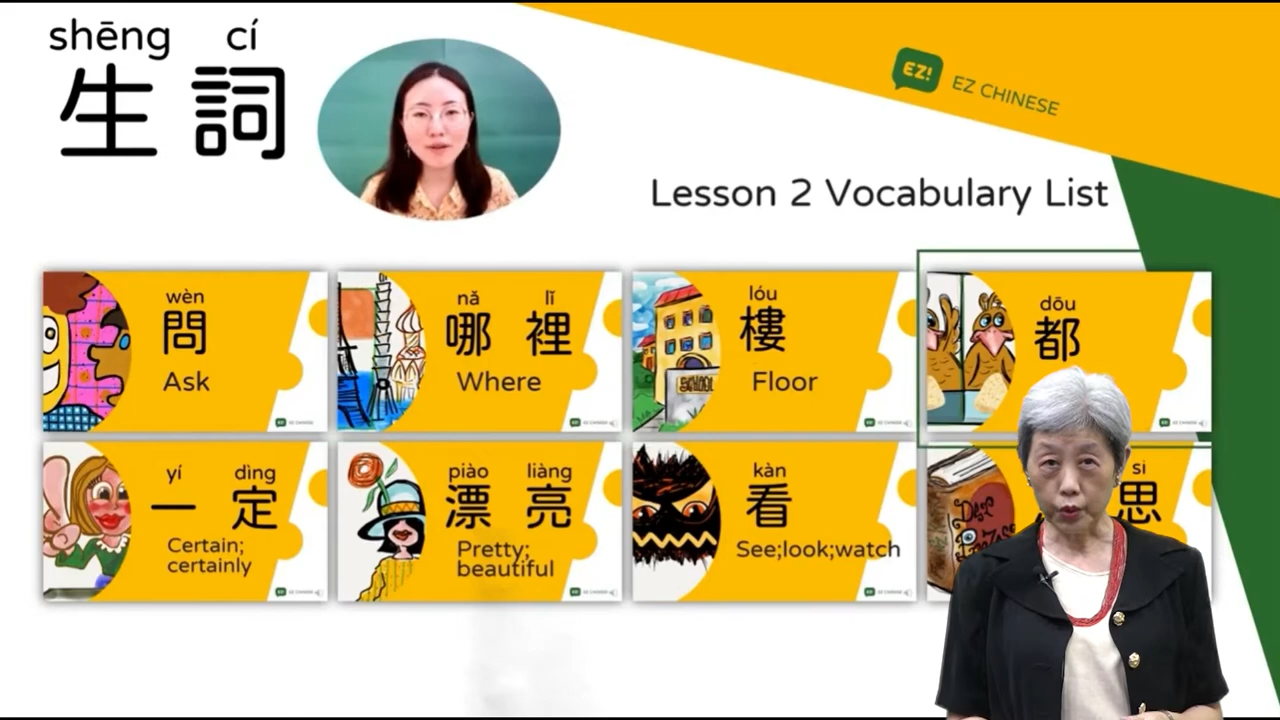 shēng cí
生詞
EZ!
EZ CHINESE
Lesson 2 Vocabulary List
wèn
問
Ask
nǎ lǐ
哪裡
Where
lóu
樓
Floor
SCHOOL
dōu
都
yí dìng
一定
Certain;
certainly
piào liàng
漂亮
Pretty;
beautiful
kàn
看
See;look;watch
si
思